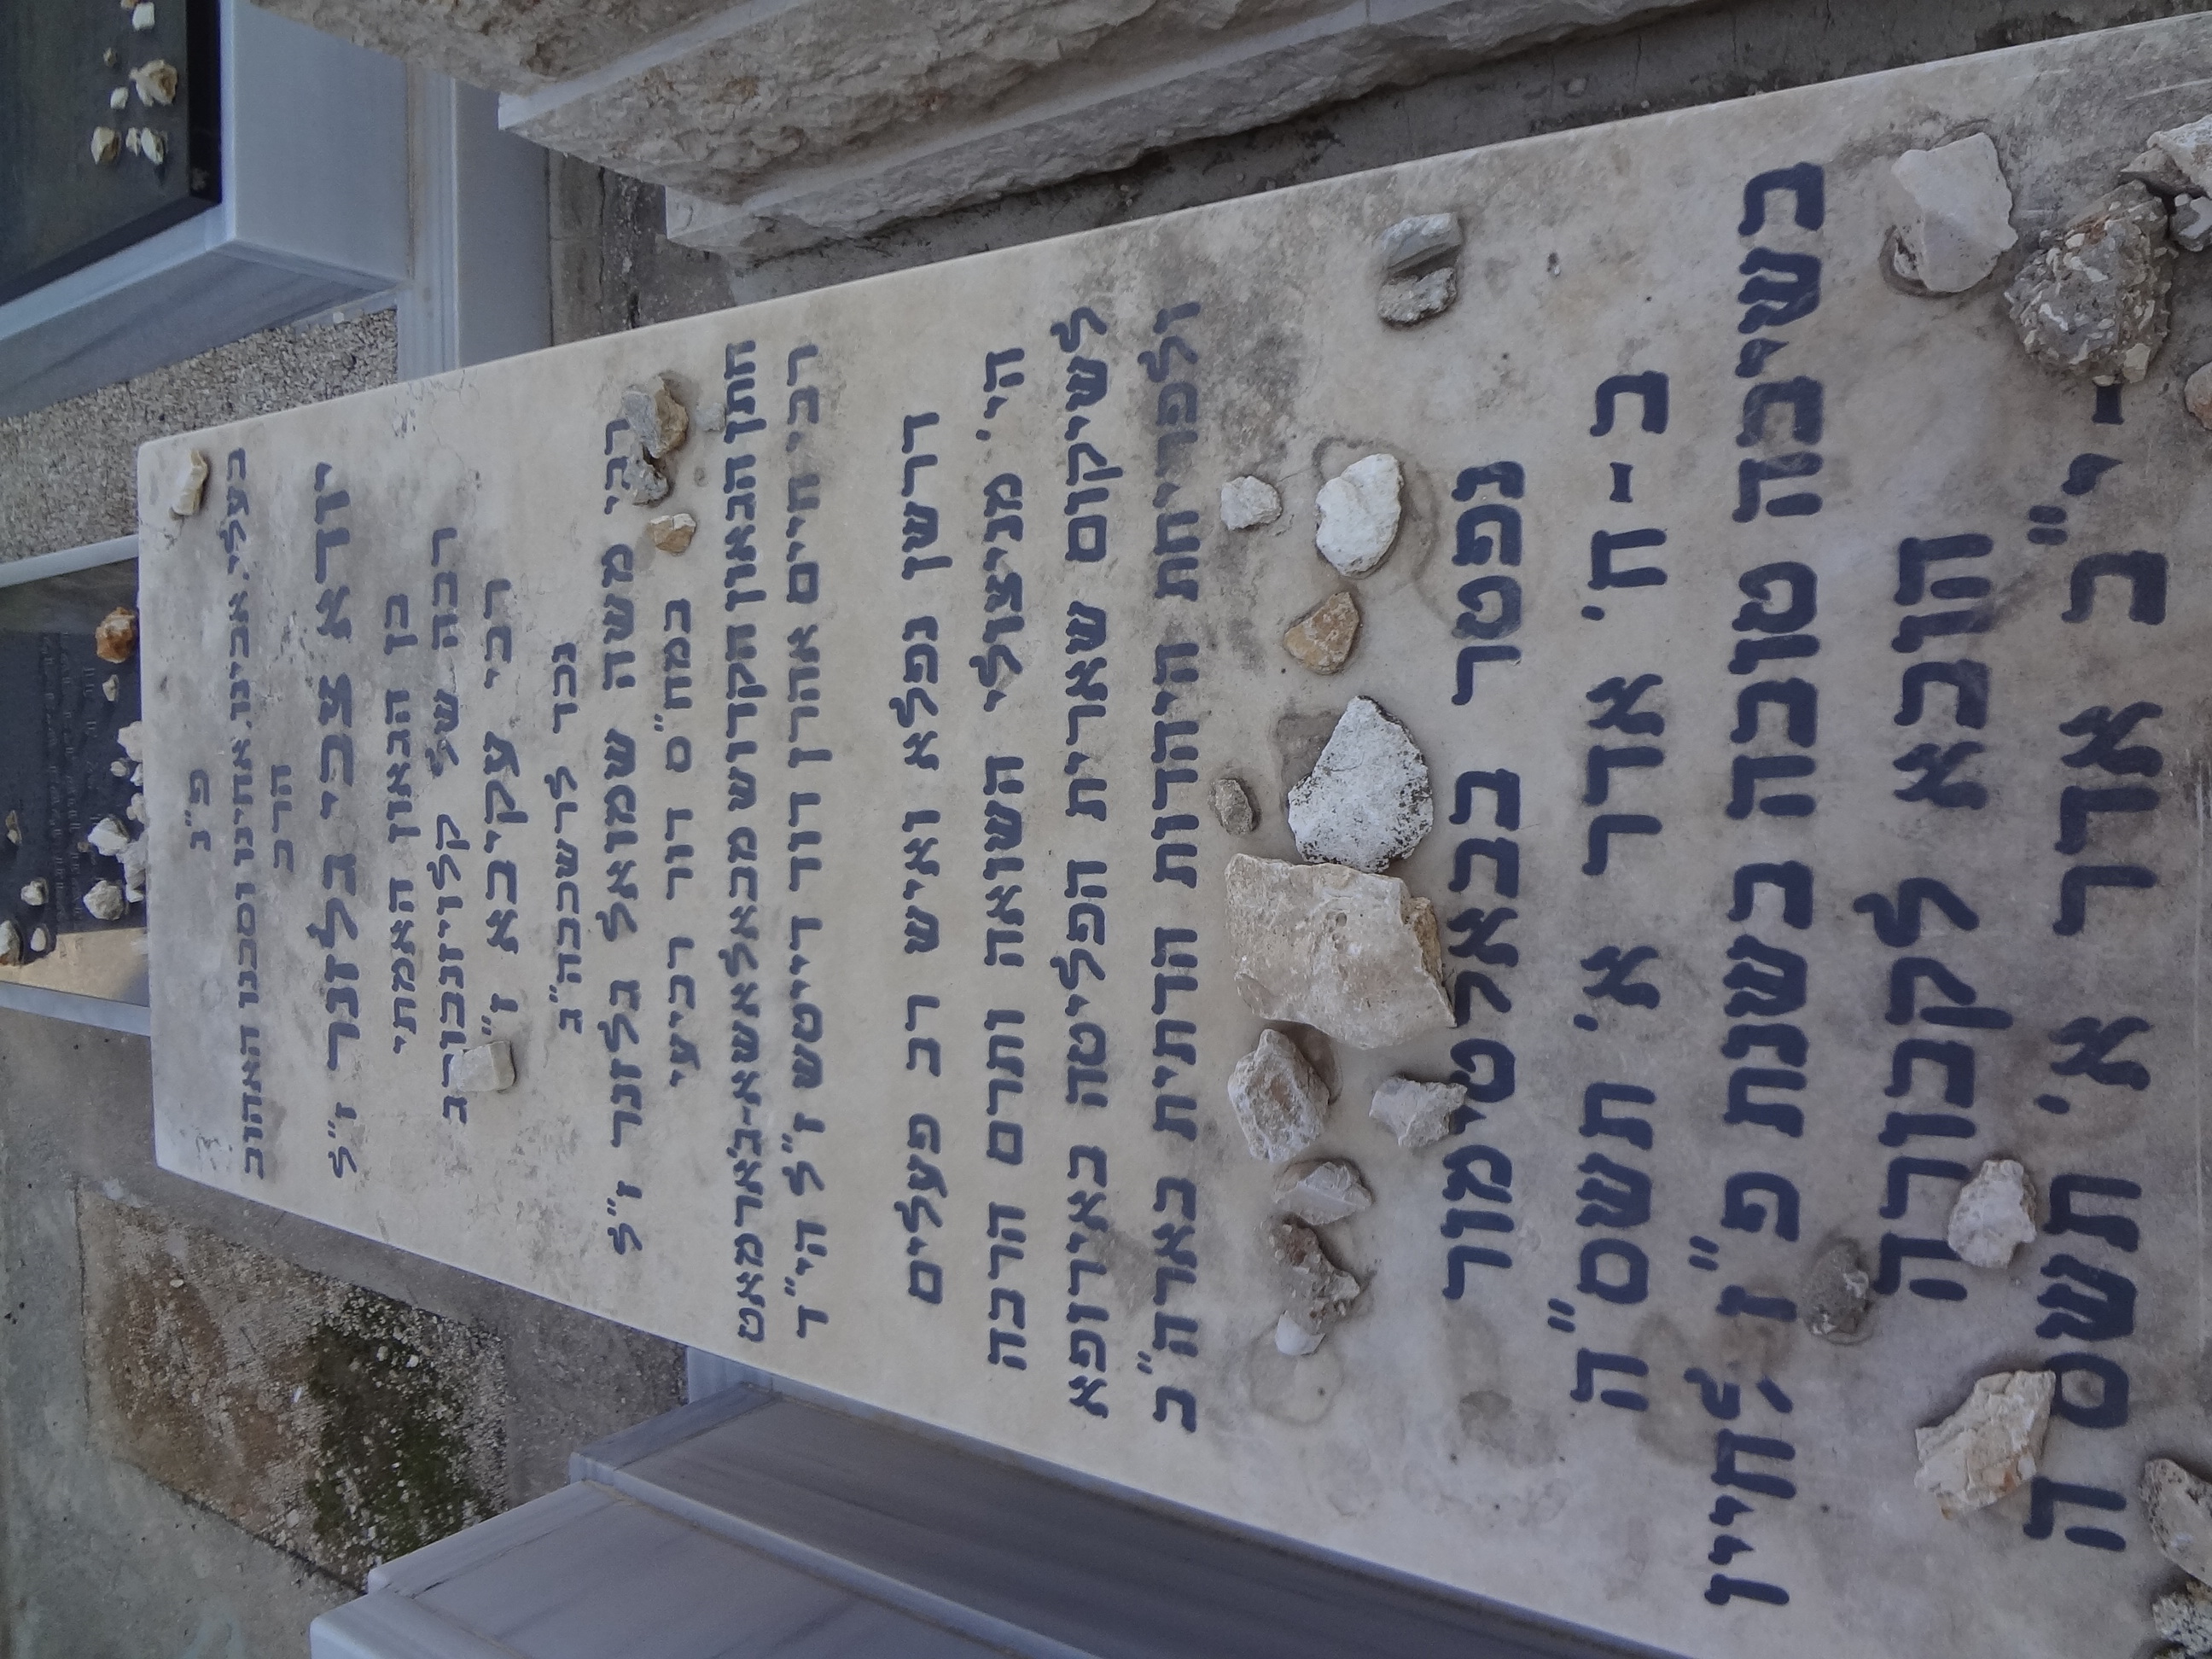 פ"נ
בעלי, אבינו, אחינו וסבנו האהוב
הרב
יודא צבי גלזנר ז"ל
בן הגאון האמתי
רבה של קלויזנבורג
רבי עקיבא ז"
נכד לרשכבה"ג
רבי משה שמואל גלזנר ז"ל
במח"ס דור רביעי
חתן הגאון הקדוש מבאלאשא-ג'ארמאט
רבי חיים אהרן דוד דייטש ז"ל הי"ד
דרשן נפלא ואיש רב פעלים
הי' מניצולי השואה ותרם הרבה
לשיקום שארית הפליטה באירופא
ולפריחת היהדות הדתית בארה"ב
נפטר בבאלטימור
ב-ח' אדר א' תשס"ה
בשיבה טובה בשנת פ"ז לחייו
הובא לקבורה
-י"ב אדר א' תשס"ה